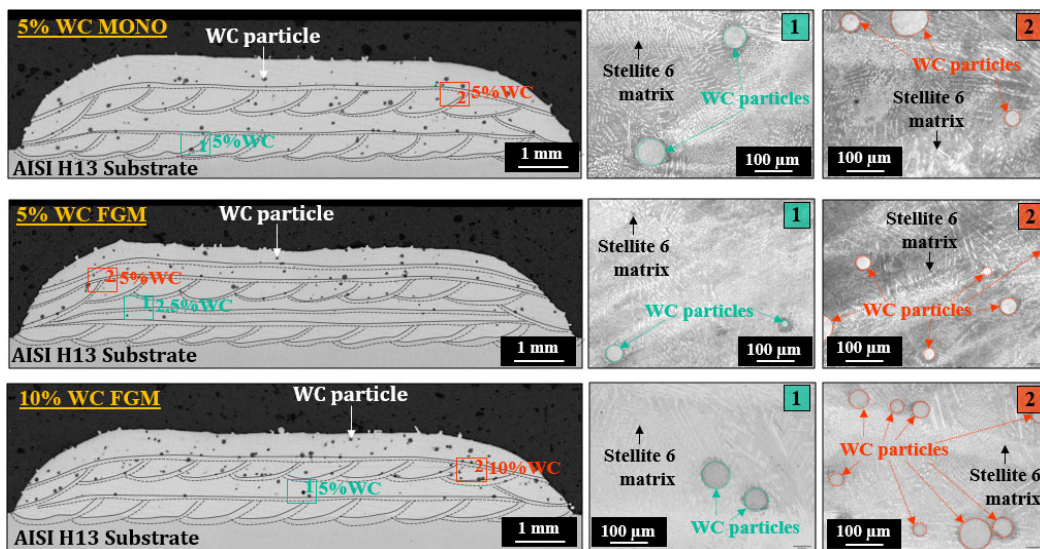 5% WC MONO
WC particle
2 5%WC
1 5%WC
AISI H13 Substrate
1 mm
1
Stellite 6
matrix
WC particles
100 µm
2
WC particles
Stellite 6
matrix
100 µm
5% WC FGM
WC particle
2 5%WC
1 2.5%WC
AISI H13 Substrate
1 mm
1
Stellite 6
matrix
WC particles
100 µm
2
Stellite 6
matrix
WC particles
100 µm
10% WC FGM
WC particle
2 10%WC
1 5%WC
AISI H13 Substrate
1 mm
1
Stellite 6
matrix
WC particles
100 µm
2
WC particles
Stellite 6
matrix
100 µm